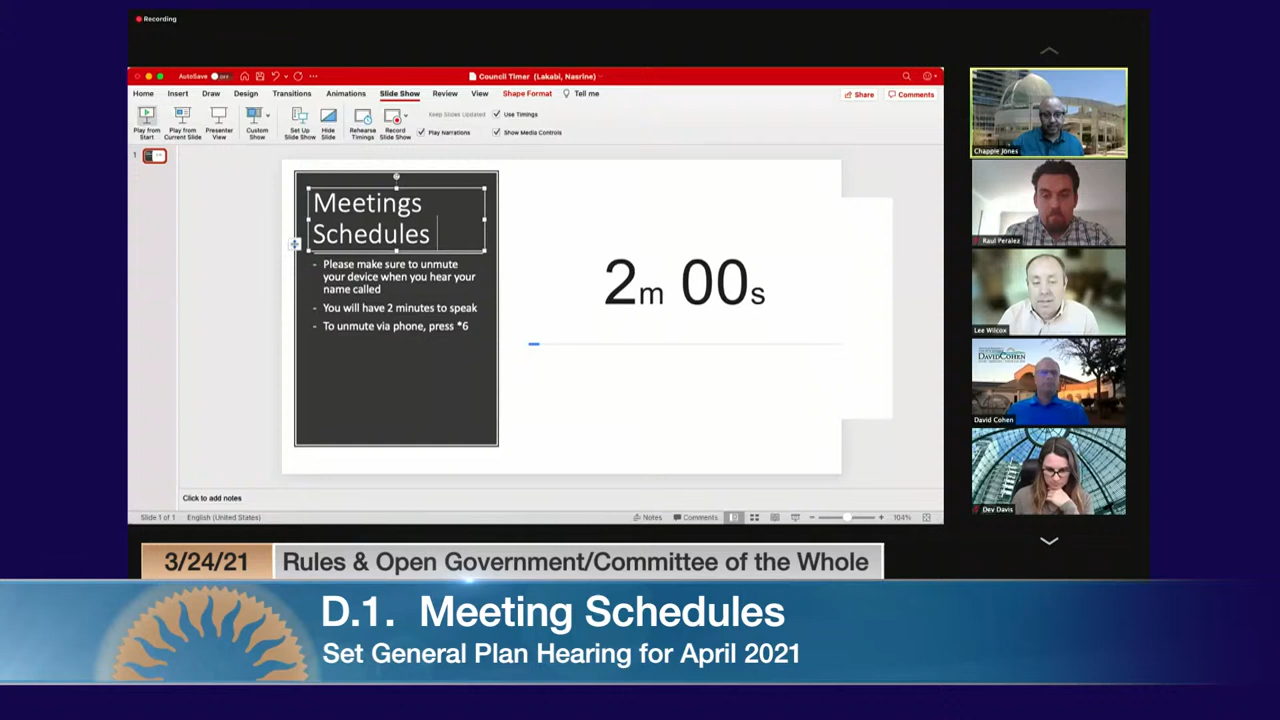 Recording
AutoSave OFF
Council Timer (Lakabi, Nasrine)
Home Insert Draw Design Transitions Animations Slide Show Review View Shape Format Tell me
Share Comments
Play from Start
Play from Current Slide
Presenter View
Custom Show
Set Up Slide Show
Hide Slide
Rehearse Timings
Record Slide Show
Keep Slides Updated
Use Timings
Play Narrations
Show Media Controls
1
Meetings
Schedules
- Please make sure to unmute
your device when you hear your
name called
- You will have 2 minutes to speak
- To unmute via phone, press *6
2m 00s
Click to add notes
Slide 1 of 1 English (United States)
Notes Comments 104%
Chappie Jones
Raul Peralez
Lee Wilcox
DAVID COHEN
David Cohen
Dev Davis
3/24/21 Rules & Open Government/Committee of the Whole
D.1. Meeting Schedules
Set General Plan Hearing for April 2021